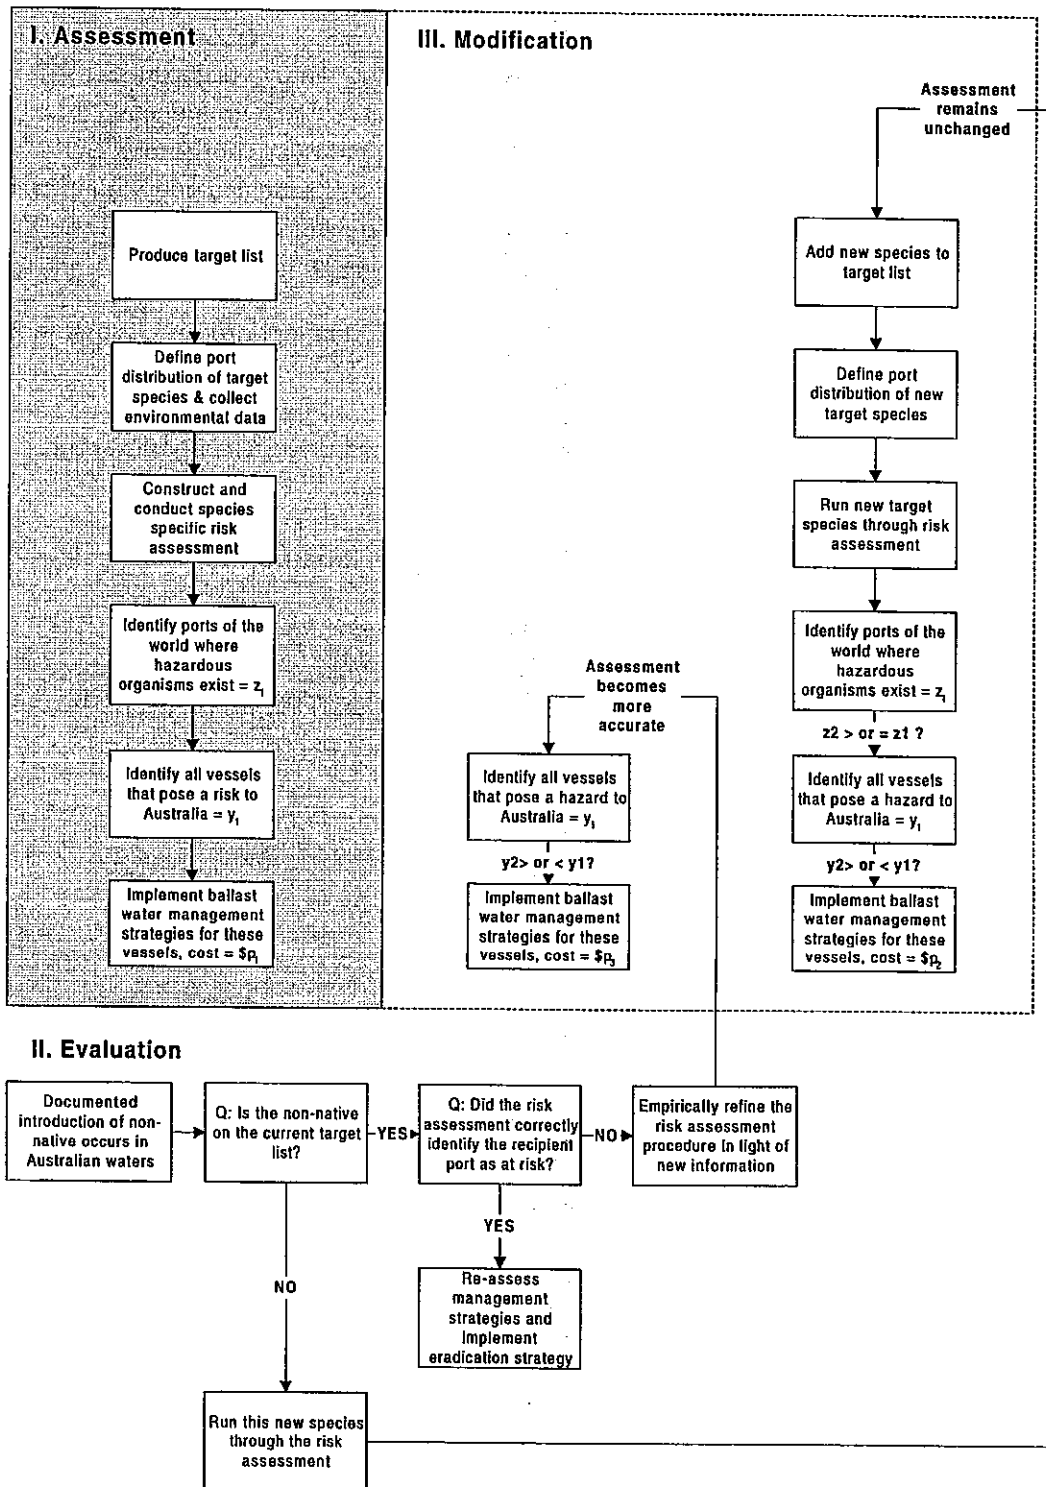 I. Assessment
Produce target list
Define port
distribution of target
species & collect
environmental data
Construct and
conduct species
specific risk
assessment
Identify ports of the
world where
hazardous
organisms exist = z₁
Identify all vessels
that pose a risk to
Australia = y₁
Implement ballast
water management
strategies for these
vessels, cost = $p₁
III. Modification
Assessment
becomes
more
accurate
Identify all vessels
that pose a hazard to
Australia = y₁
y2> or < y1?
Implement ballast
water management
strategies for these
vessels, cost = $p₃
Assessment
remains
unchanged
Add new species to
target list
Define port
distribution of new
target species
Run new target
species through risk
assessment
Identify ports of the
world where
hazardous
organisms exist = z₁
z2 > or = z1 ?
Identify all vessels
that pose a hazard to
Australia = y₁
y2> or < y1?
Implement ballast
water management
strategies for these
vessels, cost = $p₂
II. Evaluation
Documented
introduction of non-
native occurs in
Australian waters
Q: Is the non-native
on the current target
list?
YES
Q: Did the risk
assessment correctly
identify the recipient
port as at risk?
NO
Empirically refine the
risk assessment
procedure in light of
new information
YES
Re-assess
management
strategies and
implement
eradication strategy
NO
Run this new species
through the risk
assessment